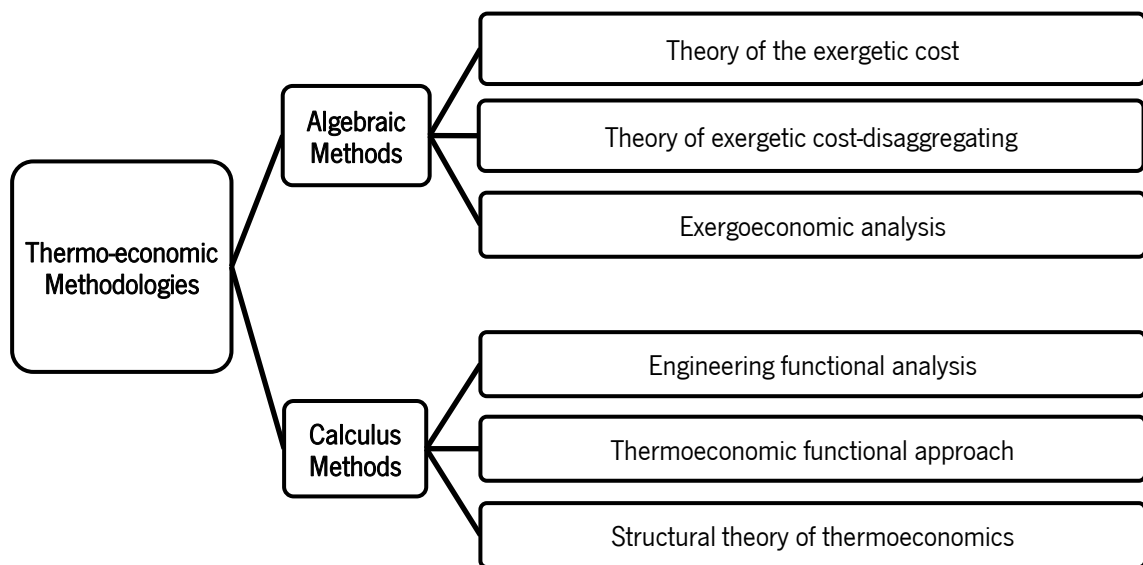 Thermo-economic
Methodologies
Algebraic
Methods
Theory of the exergetic cost
Theory of exergetic cost-disaggregating
Exergoeconomic analysis
Calculus
Methods
Engineering functional analysis
Thermoeconomic functional approach
Structural theory of thermoeconomics